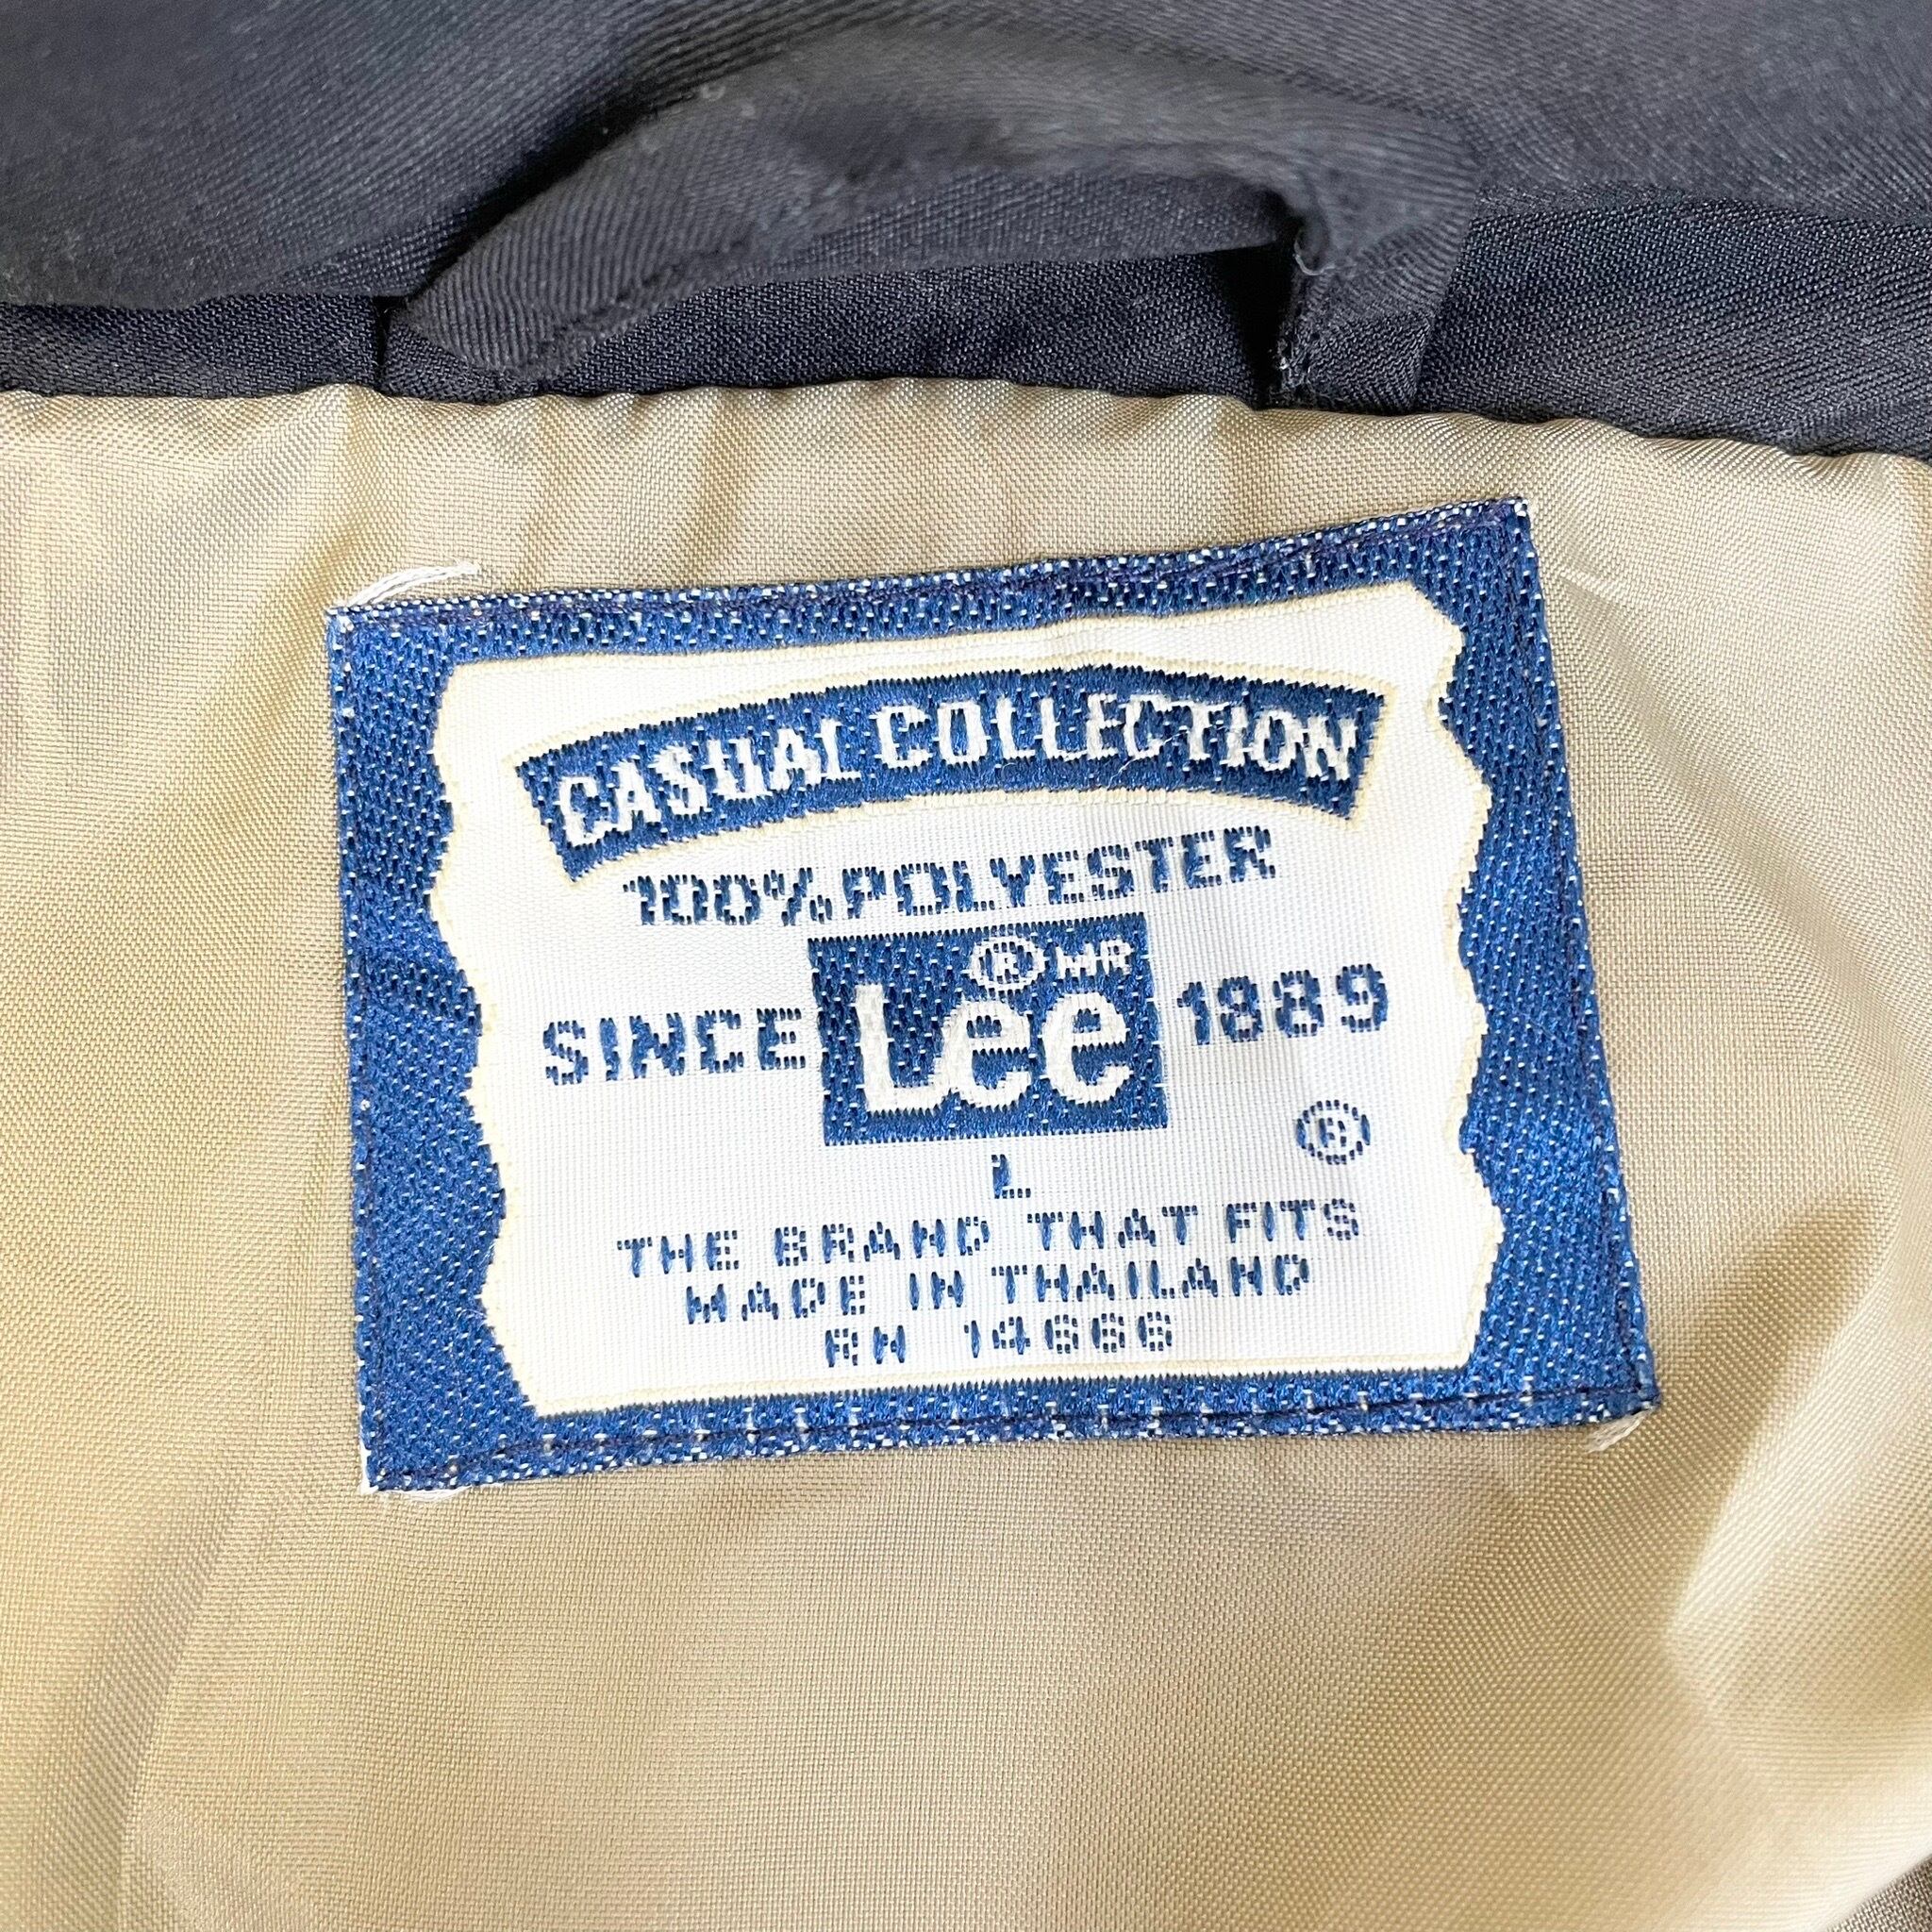 CASUAL COLLECTION
100% POLYESTER
SINCE Lee ® MR 1889
®
L
THE BRAND THAT FITS
MADE IN THAILAND
RN 14666